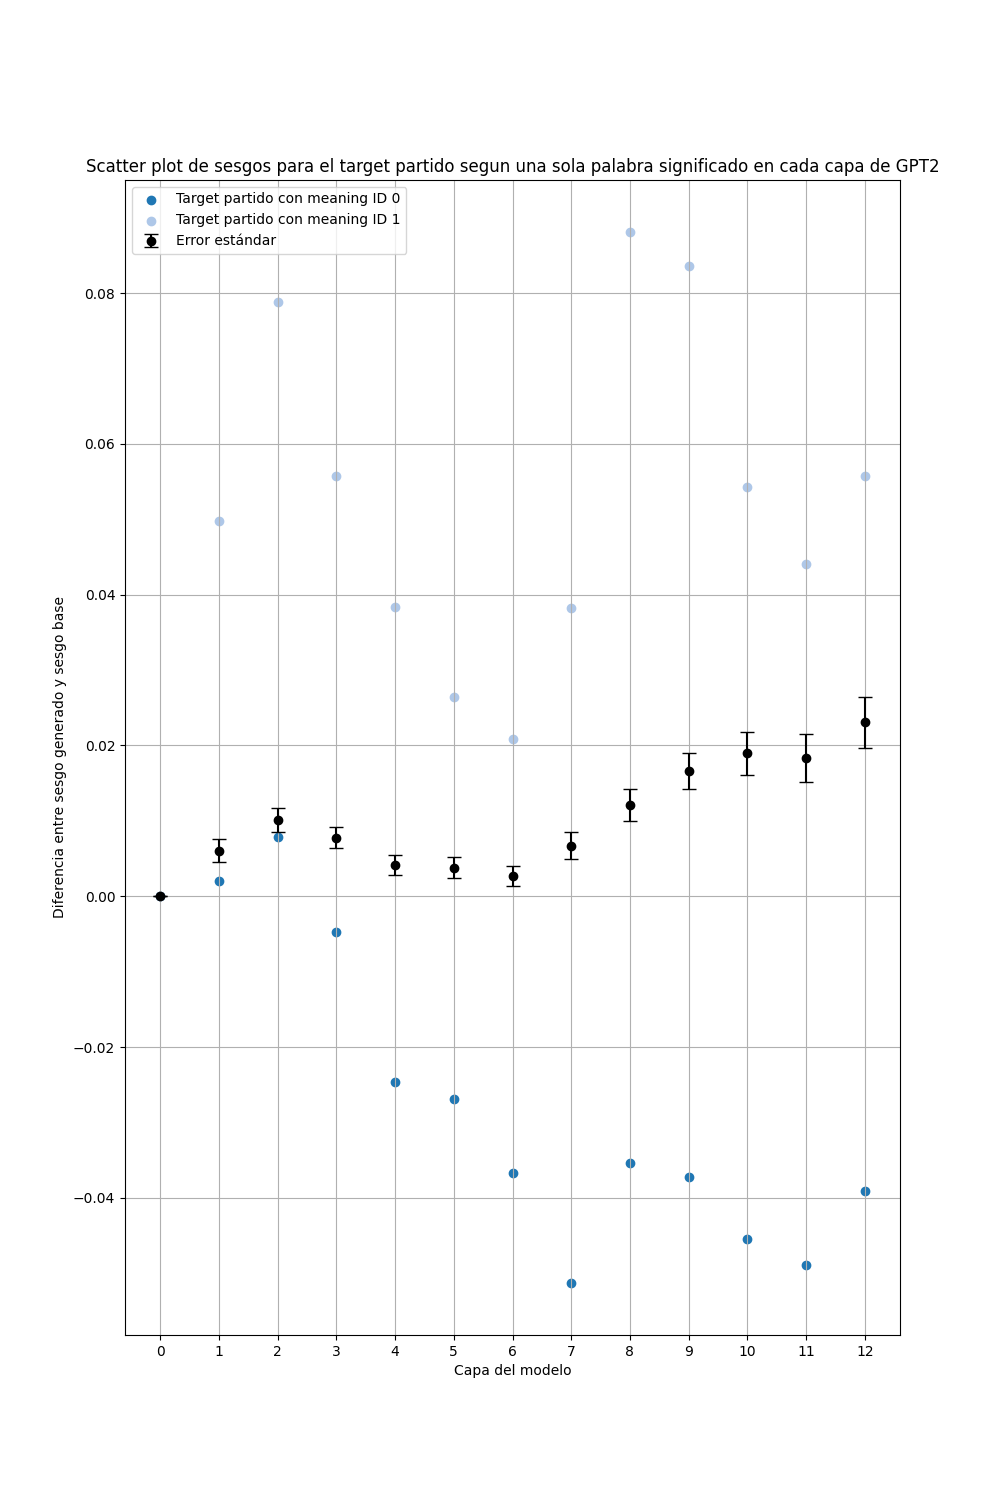 Scatter plot de sesgos para el target partido segun una sola palabra significado en cada capa de GPT2
Target partido con meaning ID 0
Target partido con meaning ID 1
Error estándar
Diferencia entre sesgo generado y sesgo base
0.08
0.06
0.04
0.02
0.00
−0.02
−0.04
0 1 2 3 4 5 6 7 8 9 10 11 12
Capa del modelo